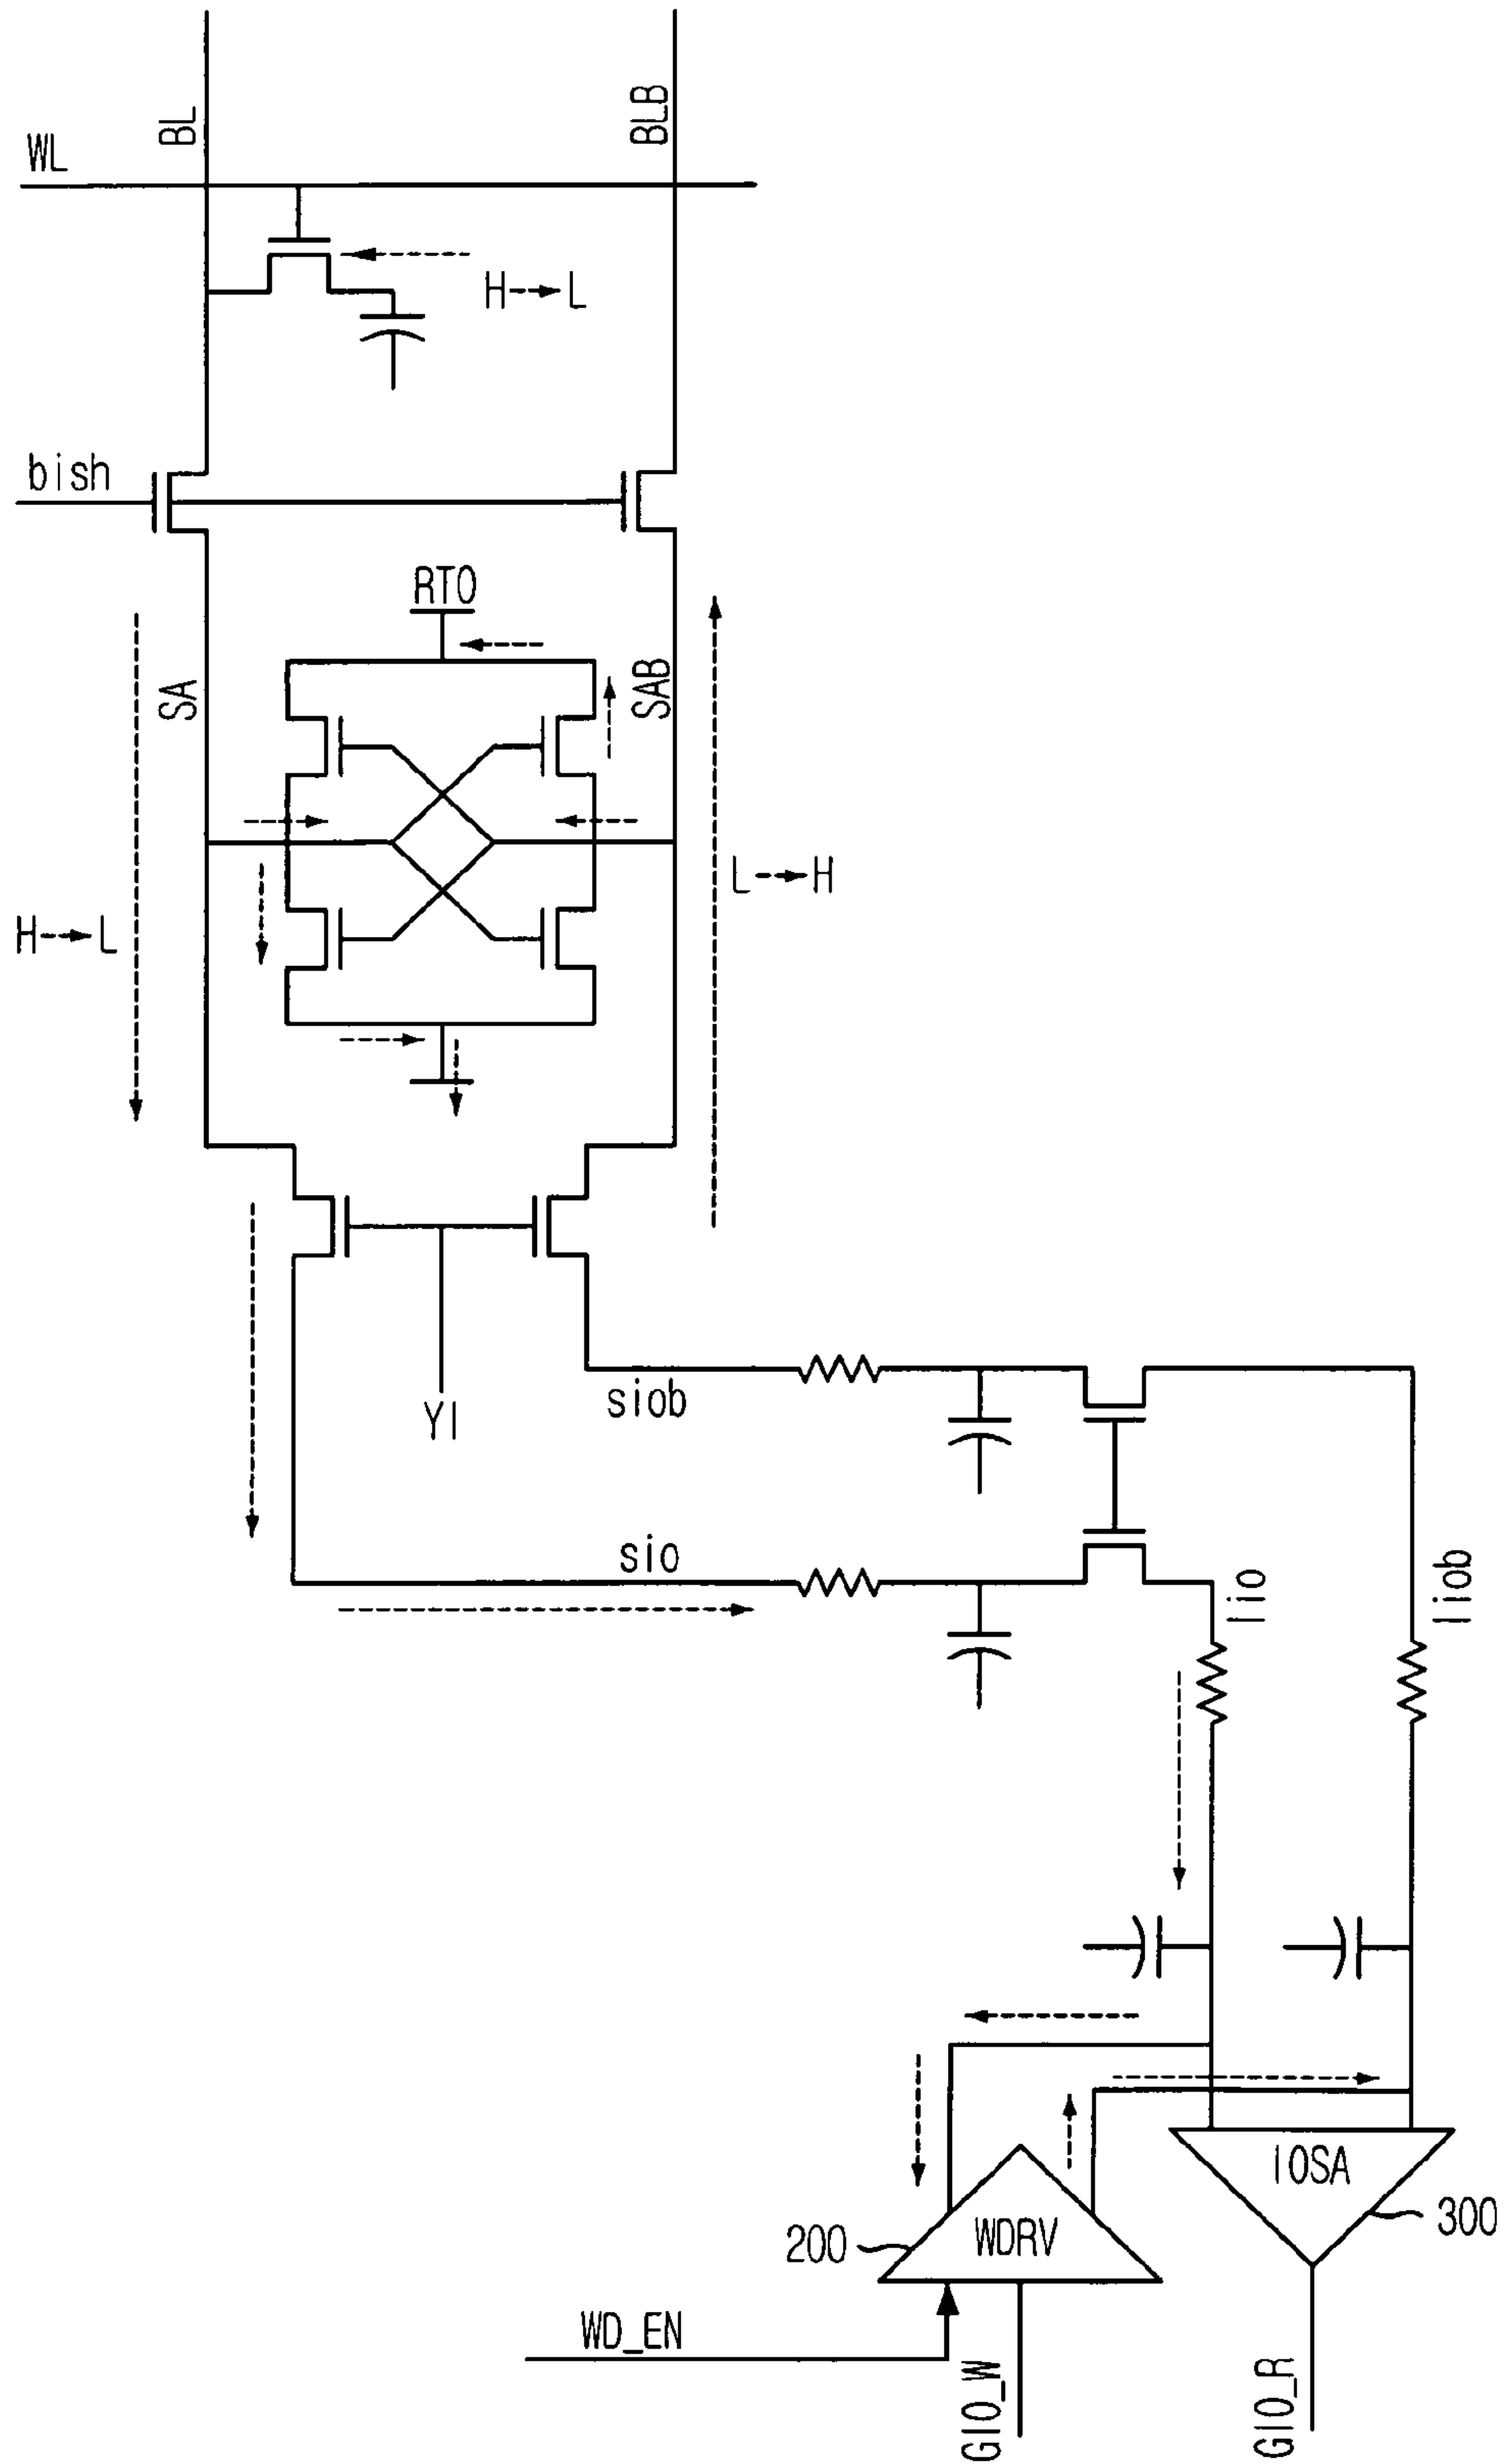 BL
BLB
WL
H→L
bish
RTO
SA
SAB
L→H
H→L
YI
siob
sio
lio
liob
IOSA
300
200
WDRV
WD_EN
GIO_W
GIO_R